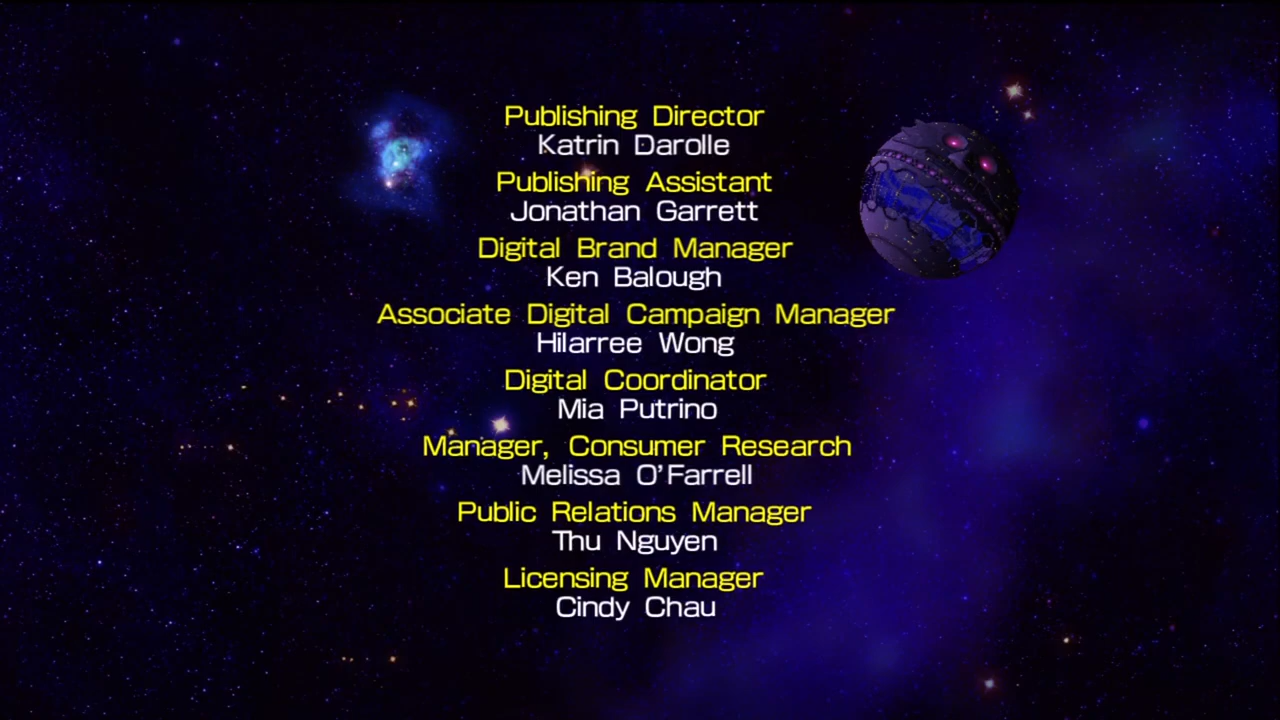 Publishing Director
Katrin Darolle
Publishing Assistant
Jonathan Garrett
Digital Brand Manager
Ken Balough
Associate Digital Campaign Manager
Hilarree Wong
Digital Coordinator
Mia Putrino
Manager, Consumer Research
Melissa O'Farrell
Public Relations Manager
Thu Nguyen
Licensing Manager
Cindy Chau